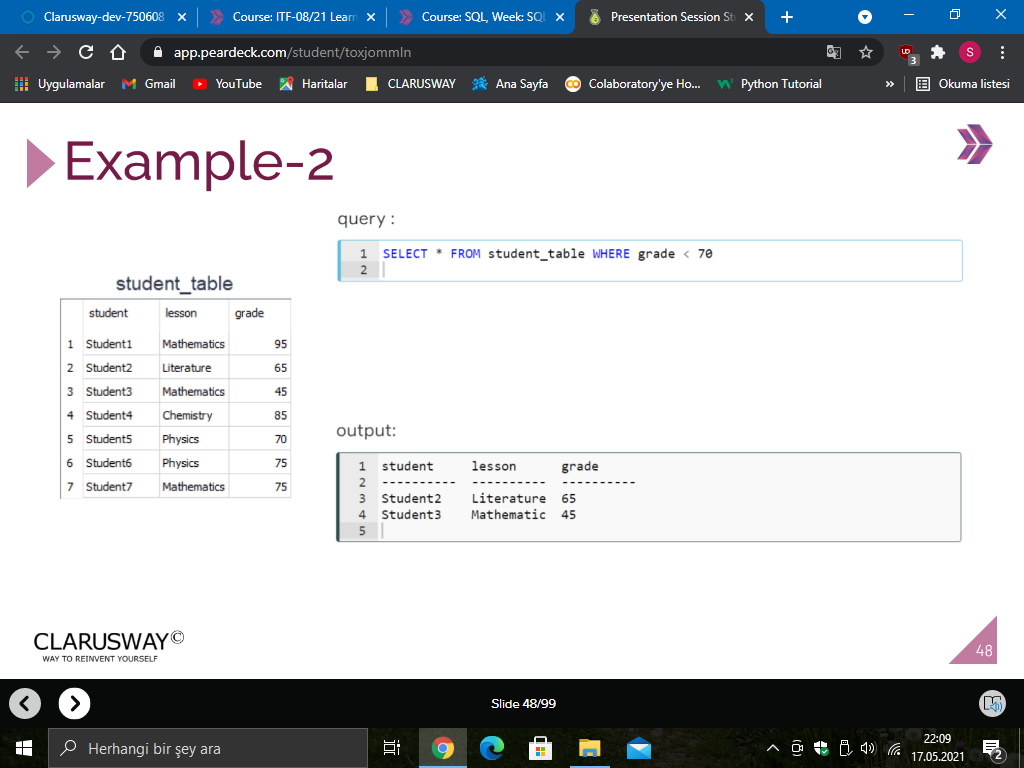 Clarusway-dev-750608
Course: ITF-08/21 Learn
Course: SQL, Week: SQL
Presentation Session St
app.peardeck.com/student/toxjommln
UD
3
S
Uygulamalar
Gmail
YouTube
Haritalar
CLARUSWAY
Ana Sayfa
Colaboratory'ye Ho...
Python Tutorial
»
Okuma listesi
Example-2
query :
1 SELECT * FROM student_table WHERE grade < 70
2
student_table
student lesson grade
1 Student1 Mathematics 95
2 Student2 Literature 65
3 Student3 Mathematics 45
4 Student4 Chemistry 85
5 Student5 Physics 70
6 Student6 Physics 75
7 Student7 Mathematics 75
output:
1 student lesson grade
2 ---------- ---------- ----------
3 Student2 Literature 65
4 Student3 Mathematic 45
5
CLARUSWAY©
WAY TO REINVENT YOURSELF
48
Slide 48/99
Herhangi bir şey ara
22:09
17.05.2021
2